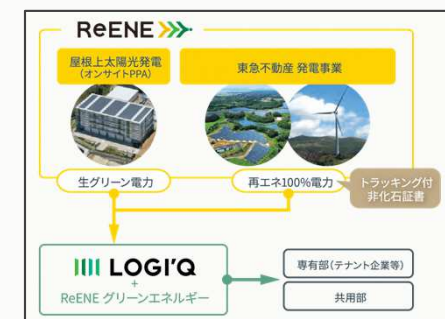 ReENE
屋根上太陽光発電
(オンサイトPPA)
東急不動産 発電事業
生グリーン電力
再エネ100%電力
トラッキング付
非化石証書
LOGI'Q
+
ReENE グリーンエネルギー
専有部(テナント企業等)
共用部